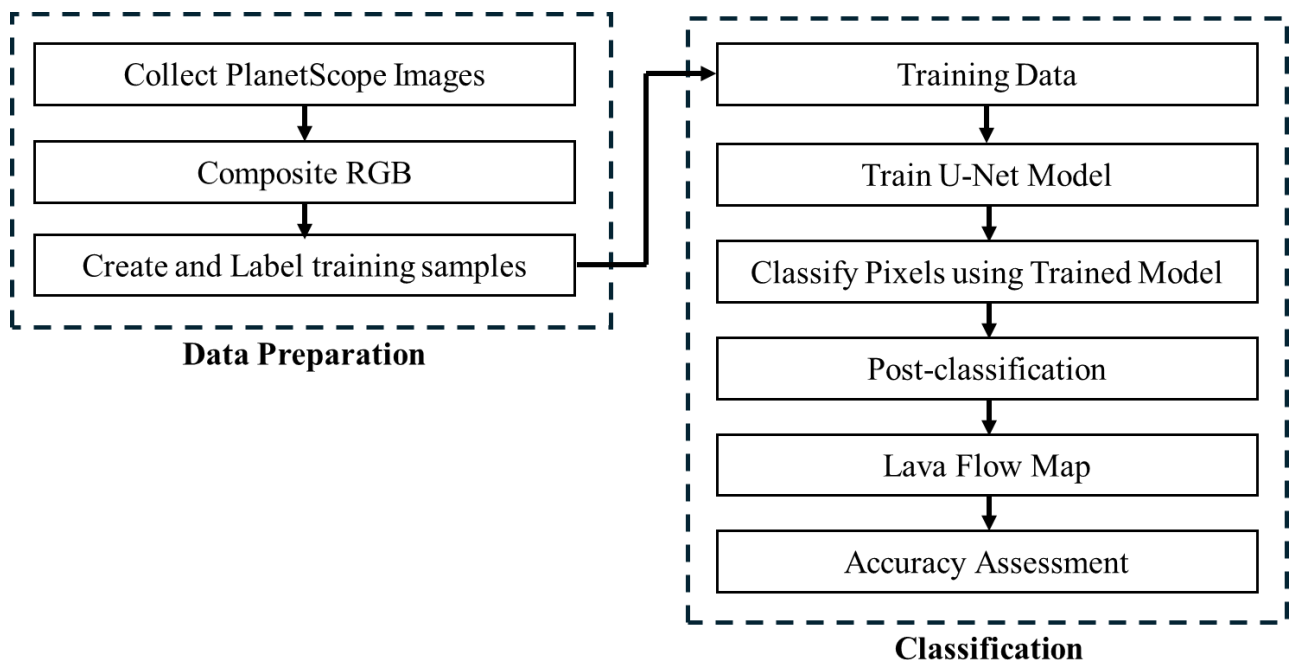 Collect PlanetScope Images
Composite RGB
Create and Label training samples
Data Preparation
Training Data
Train U-Net Model
Classify Pixels using Trained Model
Post-classification
Lava Flow Map
Accuracy Assessment
Classification